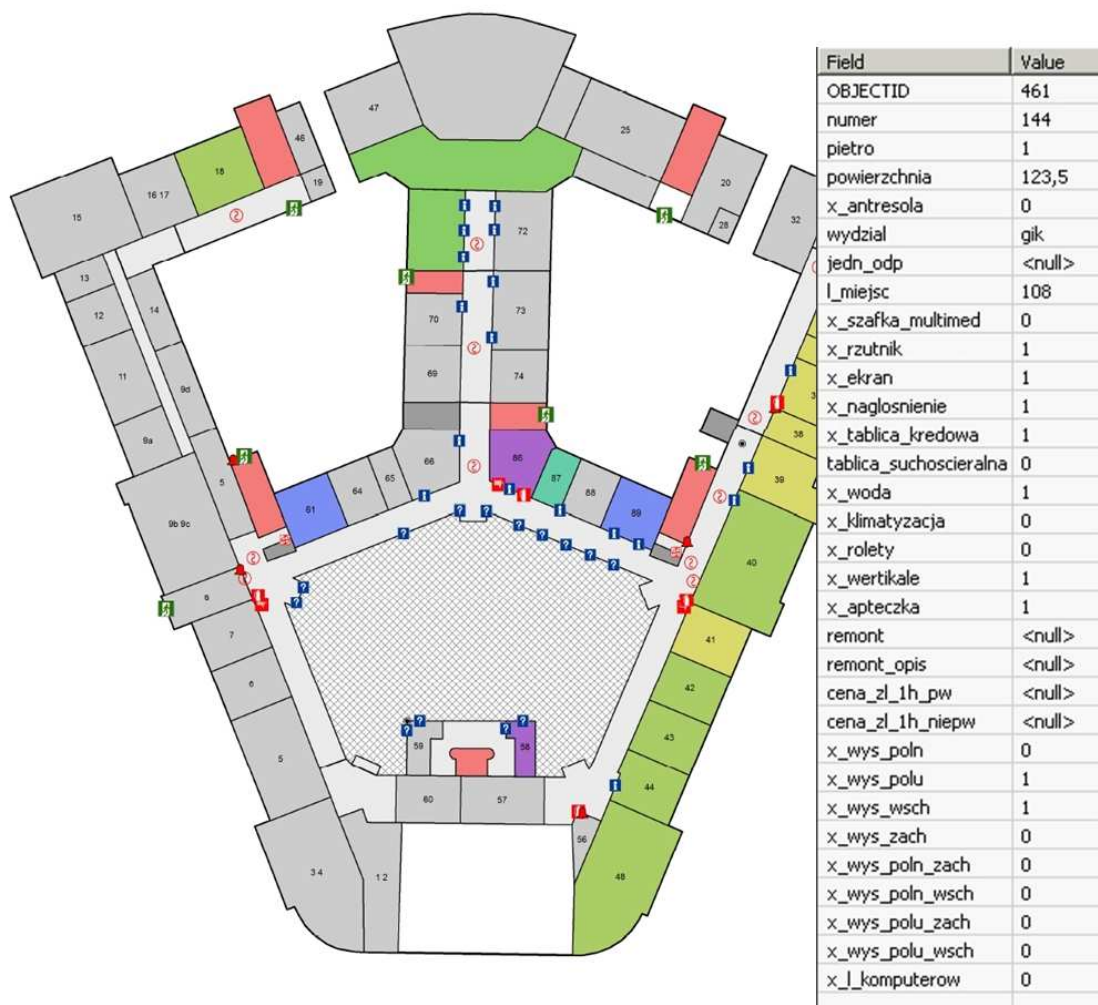 47
46
25
18
16 17
19
20
28
32
15
72
13
14
12
70
73
11
69
74
9d
9a
38
5
66
86
39
65
87
88
64
61
89
9b 9c
40
8
7
41
6
42
43
5
59
58
44
60
57
56
3 4
1 2
48
Field Value
OBJECTID 461
numer 144
pietro 1
powierzchnia 123,5
x_antresola 0
wydzial gik
jedn_odp <null>
l_miejsc 108
x_szafka_multimed 0
x_rzutnik 1
x_ekran 1
x_naglosnienie 1
x_tablica_kredowa 1
tablica_suchoscieralna 0
x_woda 1
x_klimatyzacja 0
x_rolety 0
x_wertikale 1
x_apteczka 1
remont <null>
remont_opis <null>
cena_zl_1h_pw <null>
cena_zl_1h_niepw <null>
x_wys_poln 0
x_wys_polu 1
x_wys_wsch 1
x_wys_zach 0
x_wys_poln_zach 0
x_wys_poln_wsch 0
x_wys_polu_zach 0
x_wys_polu_wsch 0
x_l_komputerow 0